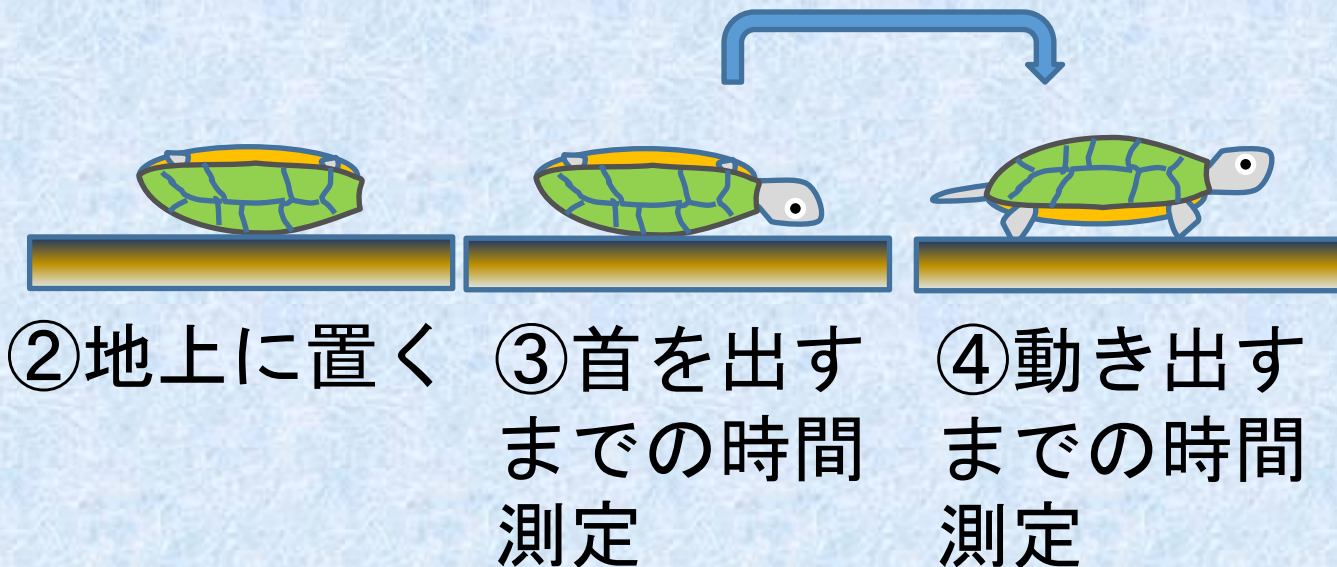 ②地上に置く
③首を出す
までの時間
測定
④動き出す
までの時間
測定